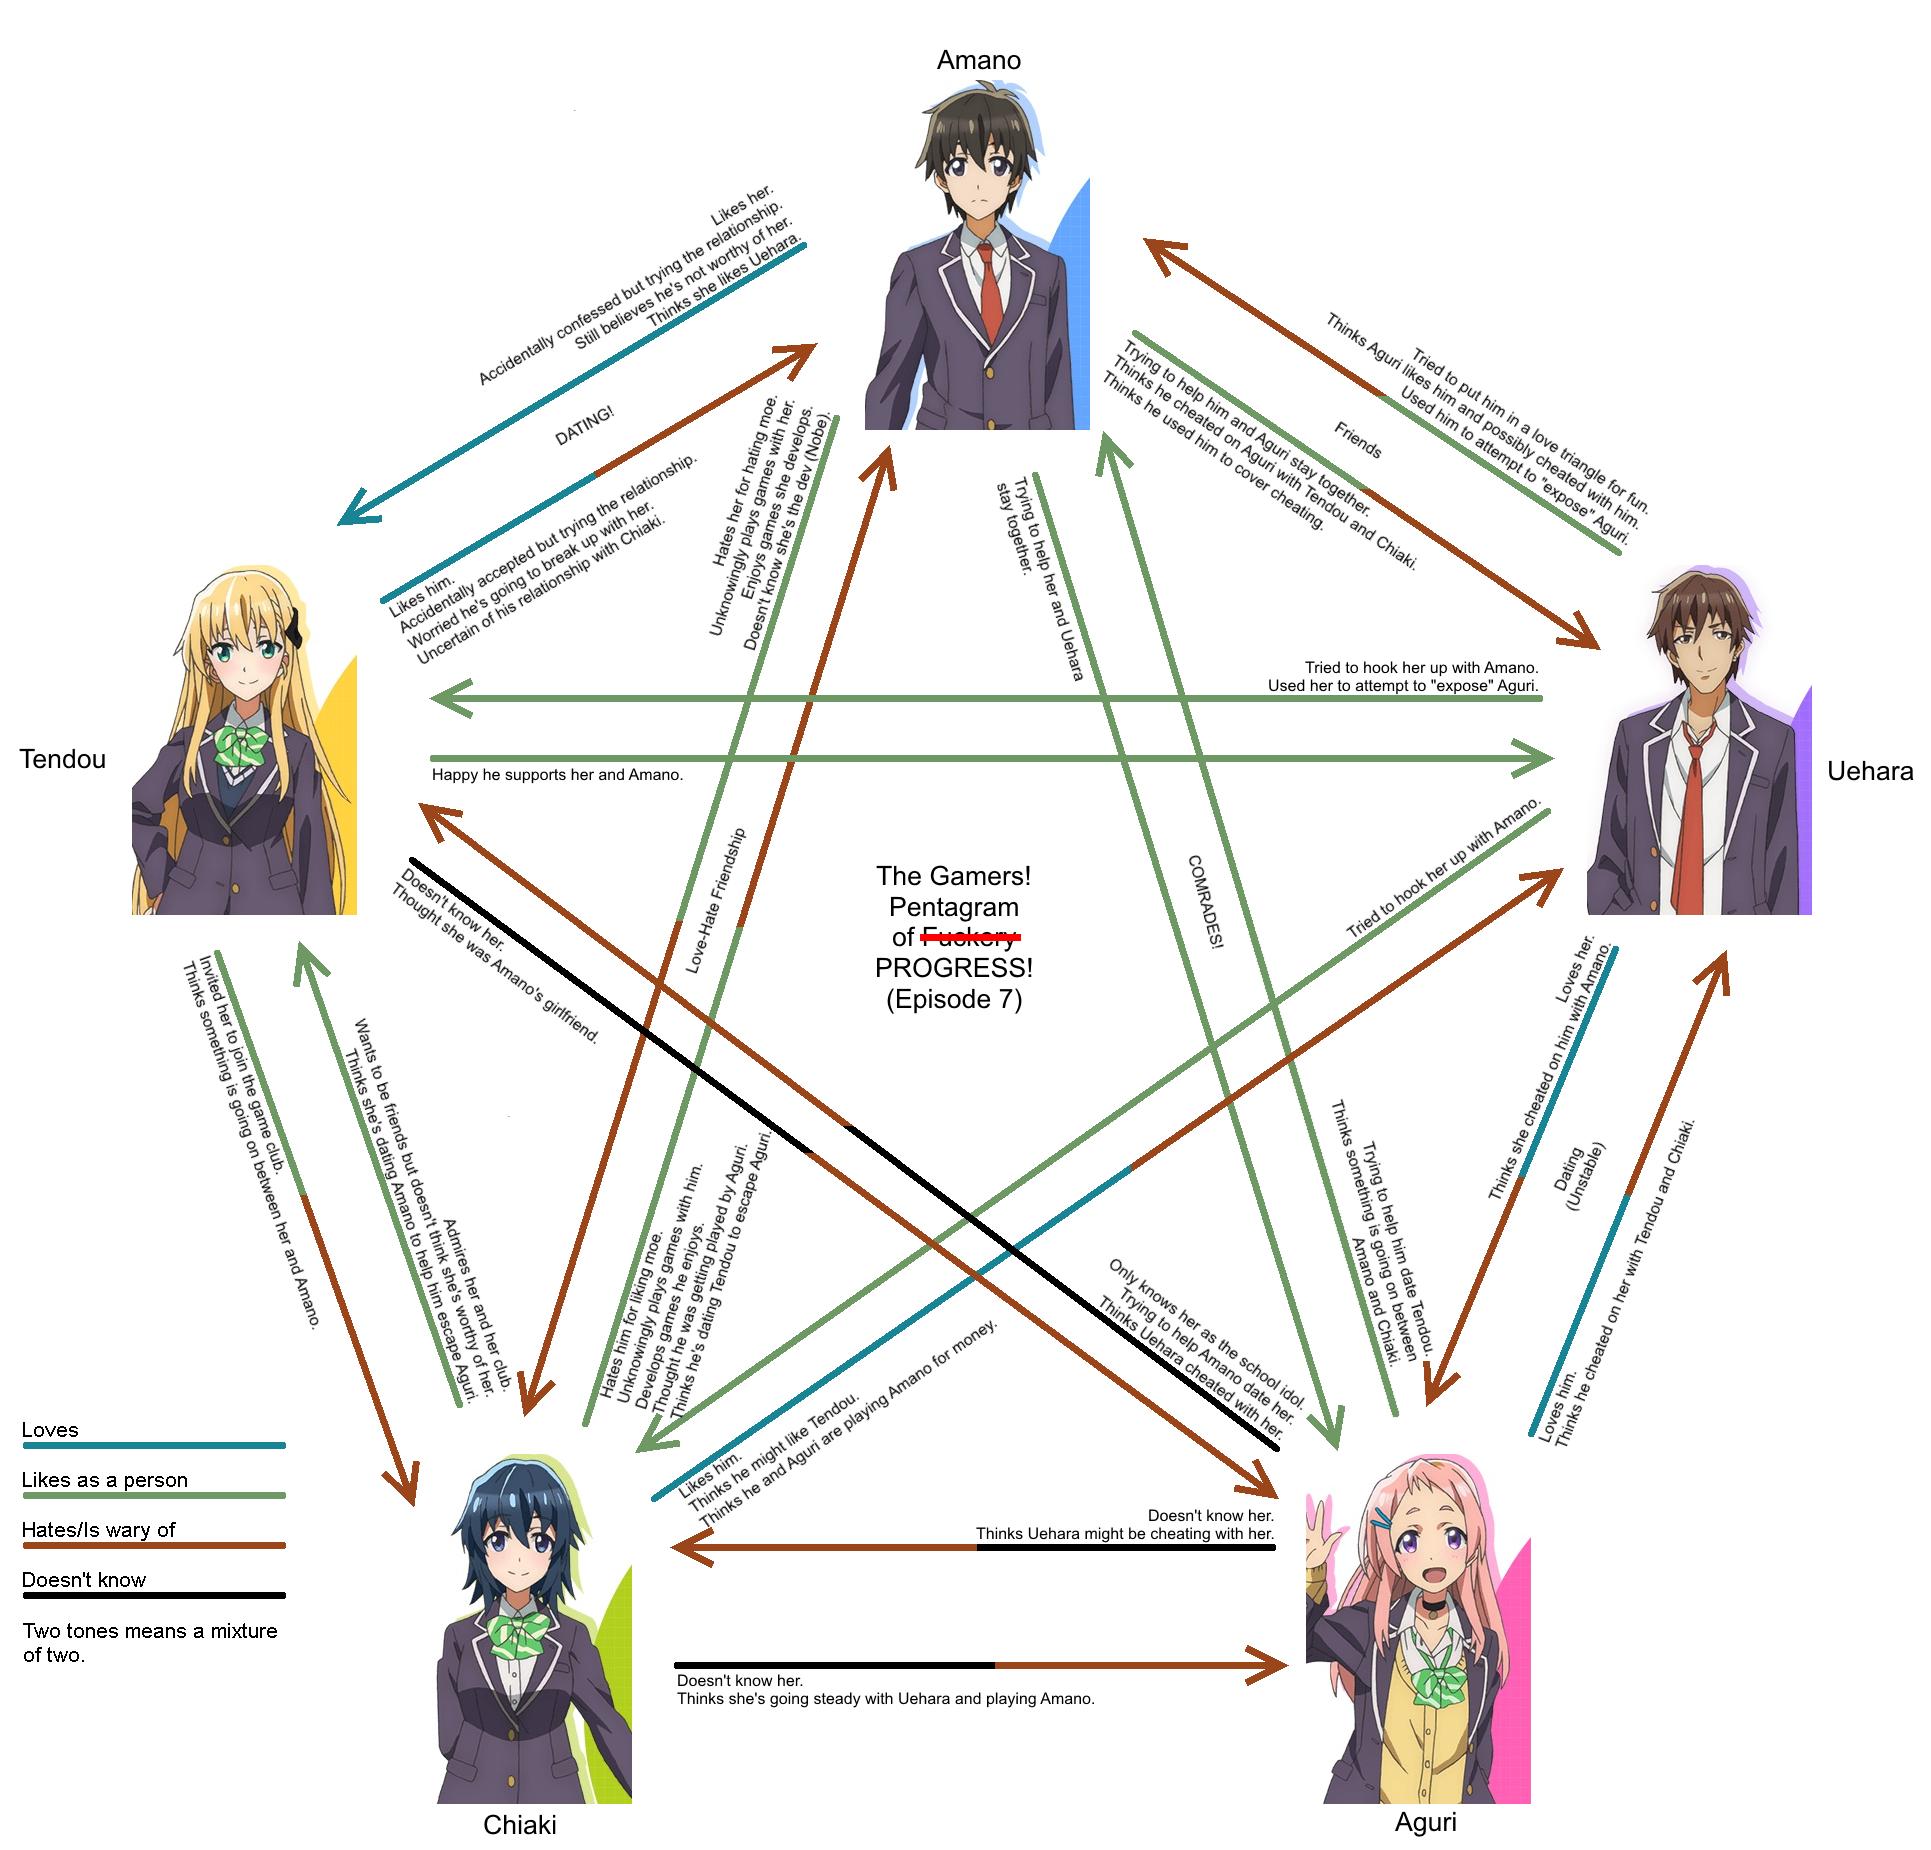 Amano
Likes her.
Accidentally confessed but trying the relationship.
Still believes he's not worthy of her.
Thinks she likes Uehara.
DATING!
Likes him.
Accidentally accepted but trying the relationship.
Worried he's going to break up with her.
Uncertain of his relationship with Chiaki.
Hates her for hating moe.
Unknowingly plays games with her.
Enjoys games she develops.
Doesn't know she's the dev (Nobe).
Trying to help her and Uehara
stay together.
Trying to help him and Aguri stay together.
Thinks he cheated on Aguri with Tendou and Chiaki.
Thinks he used him to cover cheating.
Friends
Tried to put him in a love triangle for fun.
Thinks Aguri likes him and possibly cheated with him.
Used him to attempt to "expose" Aguri.
Tried to hook her up with Amano.
Used her to attempt to "expose" Aguri.
Tendou
Happy he supports her and Amano.
Uehara
Tried to hook her up with Amano.
Love-Hate Friendship
The Gamers!
Pentagram
of Fuckery
PROGRESS!
(Episode 7)
COMRADES!
Doesn't know her.
Thought she was Amano's girlfriend.
Invited her to join the game club.
Thinks something is going on between her and Amano.
Admires her and her club.
Wants to be friends but doesn't think she's worthy of her.
Thinks she's dating Amano to help him escape Aguri.
Hates him for liking moe.
Unknowingly plays games with him.
Develops games he enjoys.
Thought he was getting played by Aguri.
Thinks he's dating Tendou to escape Aguri.
Likes him.
Thinks he might like Tendou.
Thinks he and Aguri are playing Amano for money.
Only knows her as the school idol.
Trying to help Amano date her.
Thinks Uehara cheated with her.
Trying to help him date Tendou.
Thinks something is going on between
Amano and Chiaki.
Loves her.
Thinks she cheated on him with Amano.
Dating
(Unstable)
Loves him.
Thinks he cheated on her with Tendou and Chiaki.
Doesn't know her.
Thinks Uehara might be cheating with her.
Doesn't know her.
Thinks she's going steady with Uehara and playing Amano.
Loves
Likes as a person
Hates/Is wary of
Doesn't know
Two tones means a mixture
of two.
Chiaki
Aguri